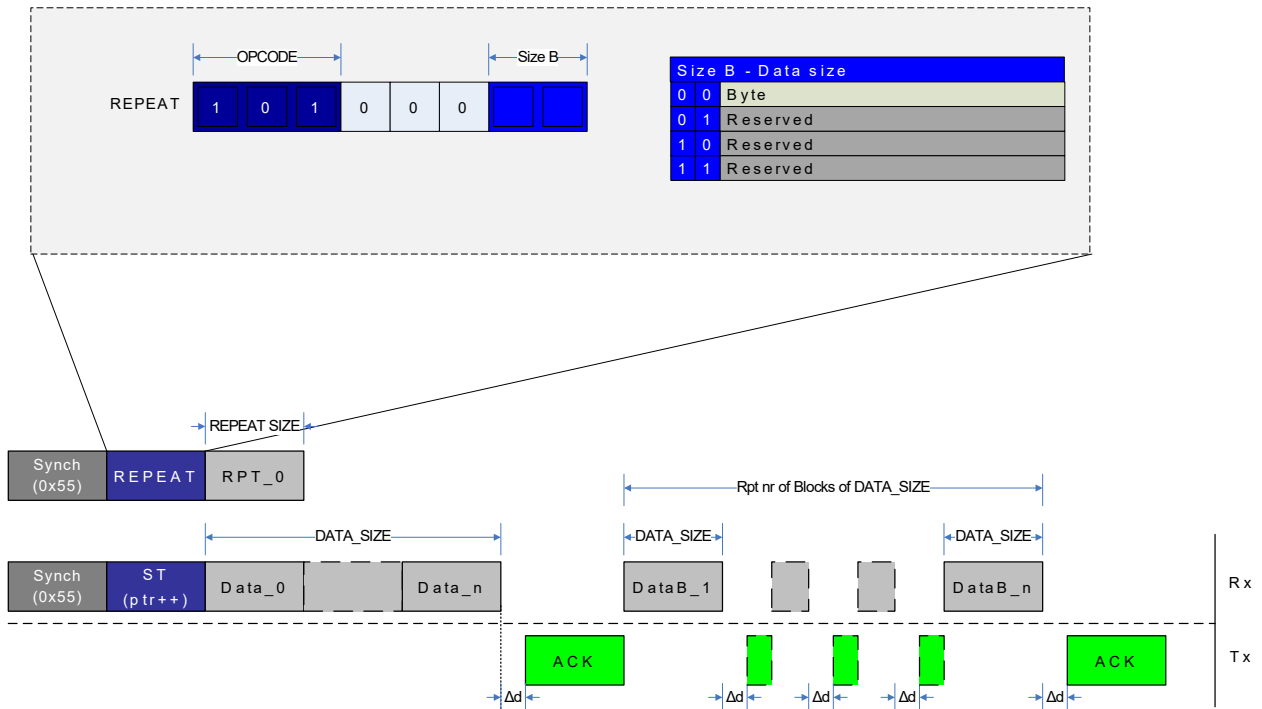 OPCODE
Size B
REPEAT
1 0 1 0 0 0
Size B - Data size
0 0 Byte
0 1 Reserved
1 0 Reserved
1 1 Reserved
REPEAT SIZE
Synch
(0x55)
REPEAT
RPT_0
Rpt nr of Blocks of DATA_SIZE
DATA_SIZE
DATA_SIZE
DATA_SIZE
Synch
(0x55)
ST
(ptr++)
Data_0
Data_n
DataB_1
DataB_n
Rx
ACK
ACK
Tx
Δd
Δd
Δd
Δd
Δd